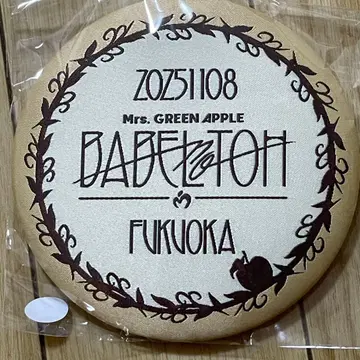 20251108
Mrs. GREEN APPLE
BABEL no TOH
FUKUOKA